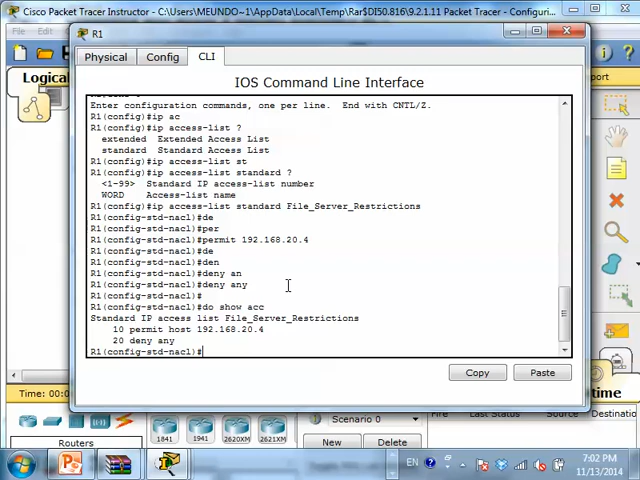 Cisco Packet Tracer Instructor - C:\Users\MEUNDO~1\AppData\Local\Temp\Rar$DI50.816\9.2.1.11 Packet Tracer - Configuri...
File
R1
Logical
Physical
Config
CLI
IOS Command Line Interface
Enter configuration commands, one per line.  End with CNTL/Z.
R1(config)#ip ac
R1(config)#ip access-list ?
extended  Extended Access List
standard  Standard Access List
R1(config)#ip access-list st
R1(config)#ip access-list standard ?
<1-99>  Standard IP access-list number
WORD    Access-list name
R1(config)#ip access-list standard File_Server_Restrictions
R1(config-std-nacl)#de
R1(config-std-nacl)#per
R1(config-std-nacl)#permit 192.168.20.4
R1(config-std-nacl)#de
R1(config-std-nacl)#den
R1(config-std-nacl)#deny an
R1(config-std-nacl)#deny any
R1(config-std-nacl)#
R1(config-std-nacl)#do show acc
Standard IP access list File_Server_Restrictions
10 permit host 192.168.20.4
20 deny any
R1(config-std-nacl)#
Copy
Paste
Time: 00:0
Routers
1841
1941
2620XM
2621XM
Scenario 0
New
Delete
Fire
Last Status
Source
Destinatio
EN
7:02 PM
11/13/2014